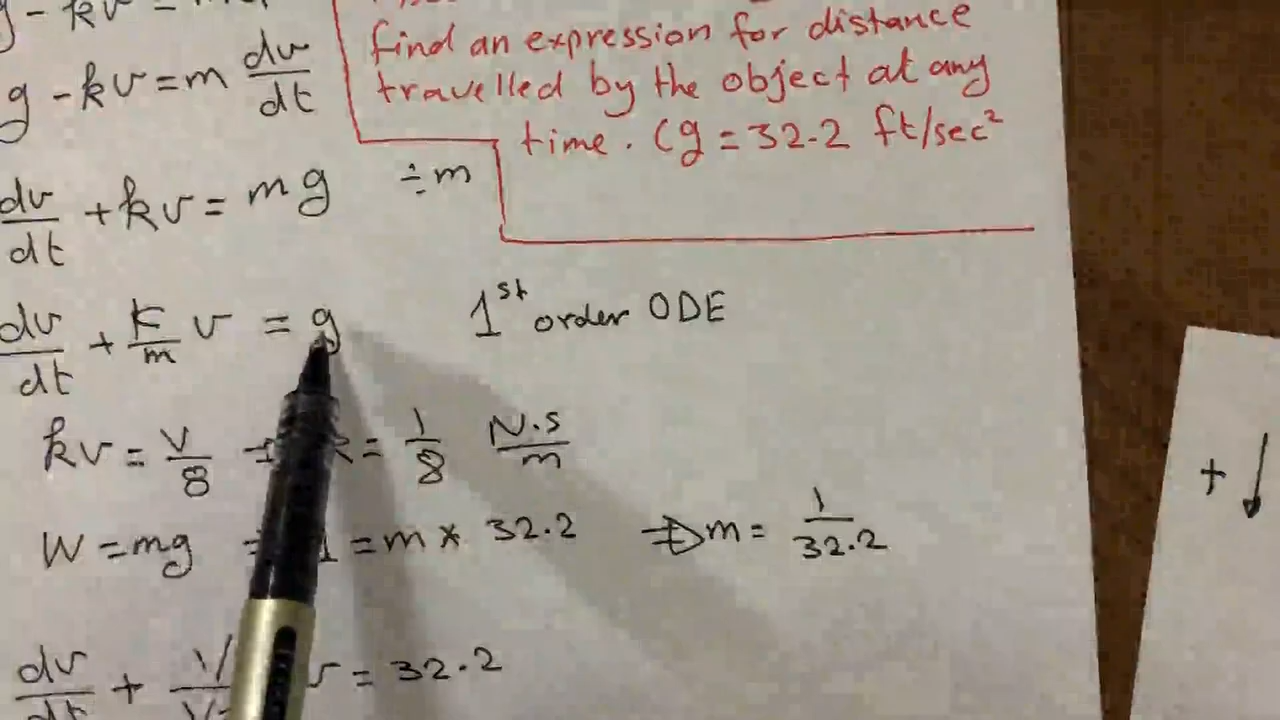 g - kv =
g - kv = m dv/dt
find an expression for distance
travelled by the object at any
time. (g = 32.2 ft/sec²
dv/dt + kv = mg ÷m
dv/dt + k/m v = g 1st order ODE
kv = v/8 = 1/8 N.s/m
W = mg 1 = m * 32.2 ⇒ m = 1/32.2
dv/dt + v = 32.2
+ ↓